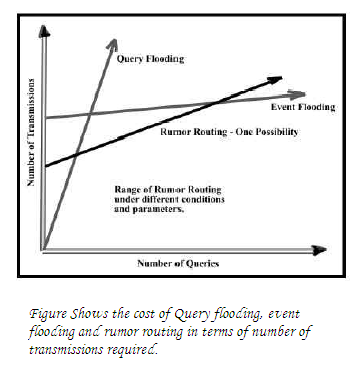 Query Flooding
Event Flooding
Rumor Routing - One Possibility
Number of Transmissions
Range of Rumor Routing
under different conditions
and parameters.
Number of Queries
Figure Shows the cost of Query flooding, event
flooding and rumor routing in terms of number of
transmissions required.